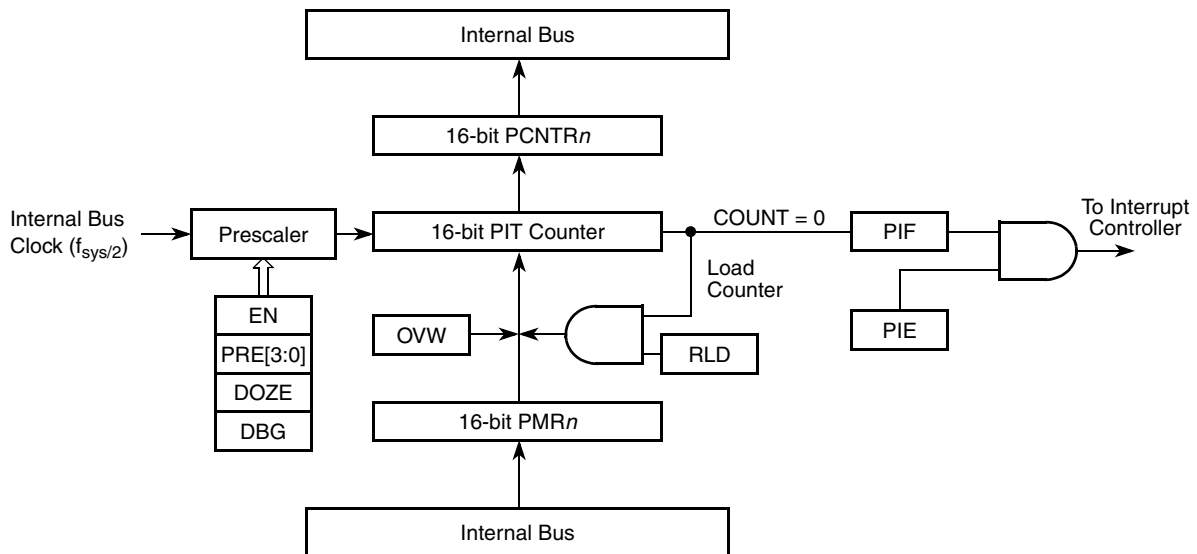 Internal Bus
16-bit PCNTRn
Internal Bus
Clock (fsys/2)
Prescaler
16-bit PIT Counter
COUNT = 0
PIF
To Interrupt
Controller
Load
Counter
EN
PRE[3:0]
DOZE
DBG
OVW
RLD
PIE
16-bit PMRn
Internal Bus